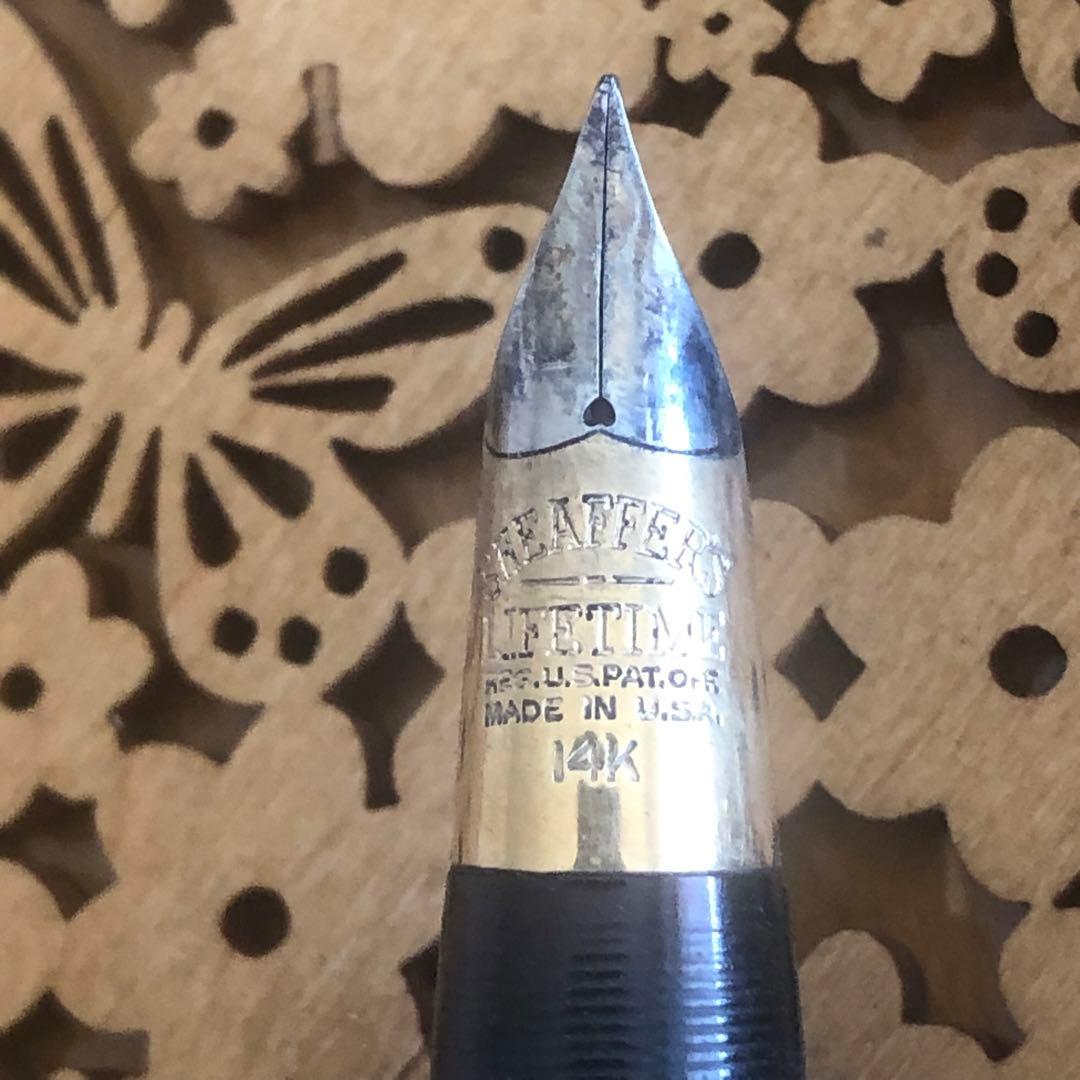 SHEAFFER'S
LIFETIME
REG.U.S.PAT.OFF
MADE IN U.S.A.
14K